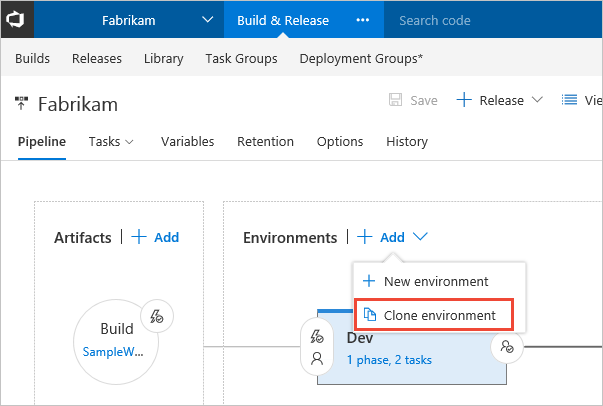 Fabrikam Build & Release ••• Search code
Builds Releases Library Task Groups Deployment Groups*
Fabrikam Save + Release Vie
Pipeline Tasks Variables Retention Options History
Artifacts | + Add Environments | + Add
+ New environment
Clone environment
Build
SampleW...
Dev
1 phase, 2 tasks